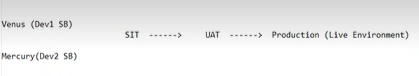 Venus (Dev1 SB)
SIT ------> UAT ------> Production (Live Environment)
Mercury(Dev2 SB)